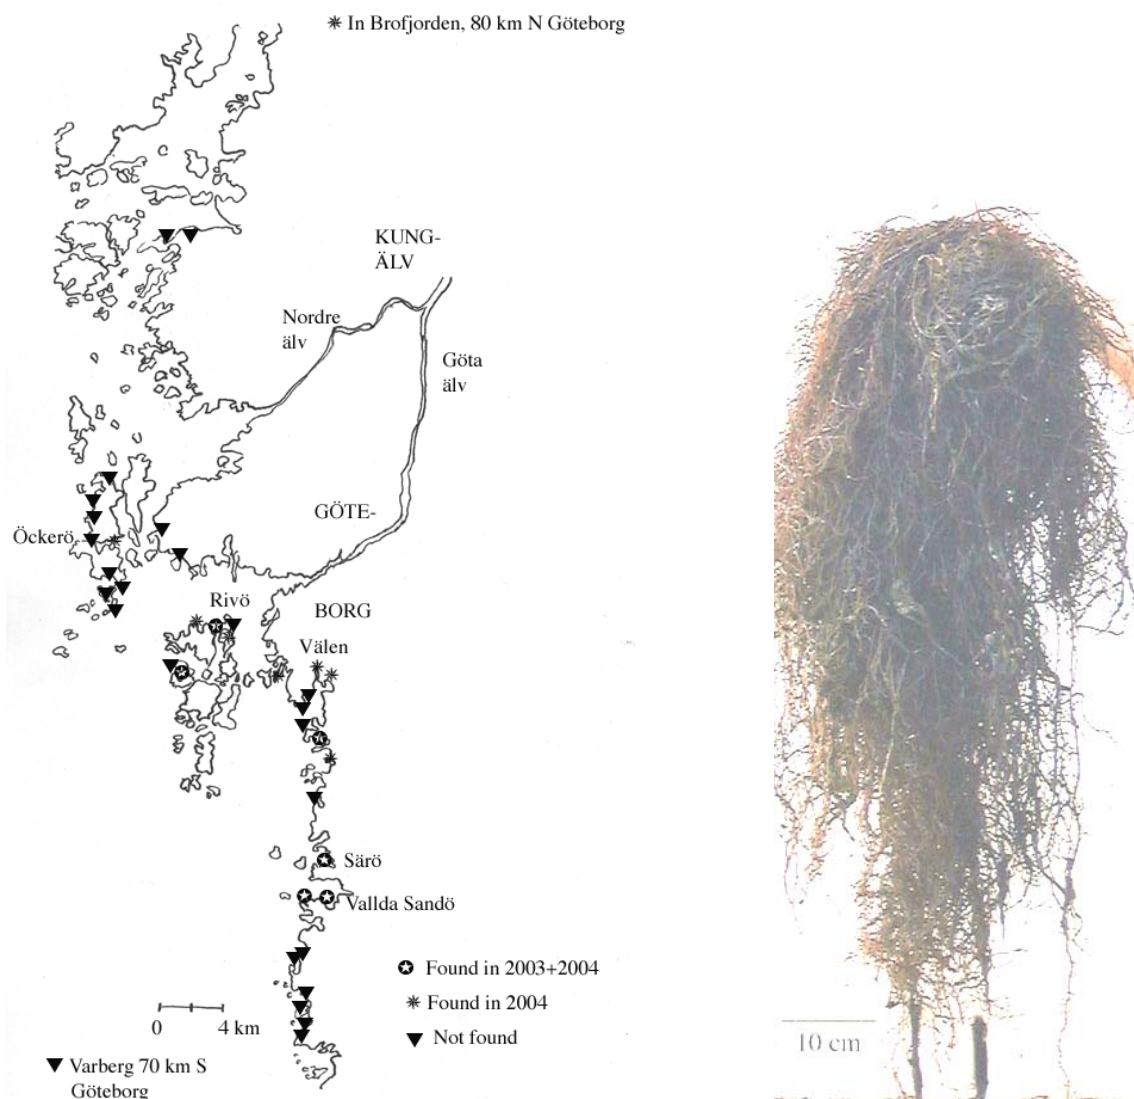 In Brofjorden, 80 km N Göteborg
KUNG-
ÄLV
Nordre
älv
Göta
älv
GÖTE-
Öckerö
Rivö
BORG
Välen
Särö
Vallda Sandö
Found in 2003+2004
Found in 2004
Not found
0 4 km
Varberg 70 km S
Göteborg
10 cm